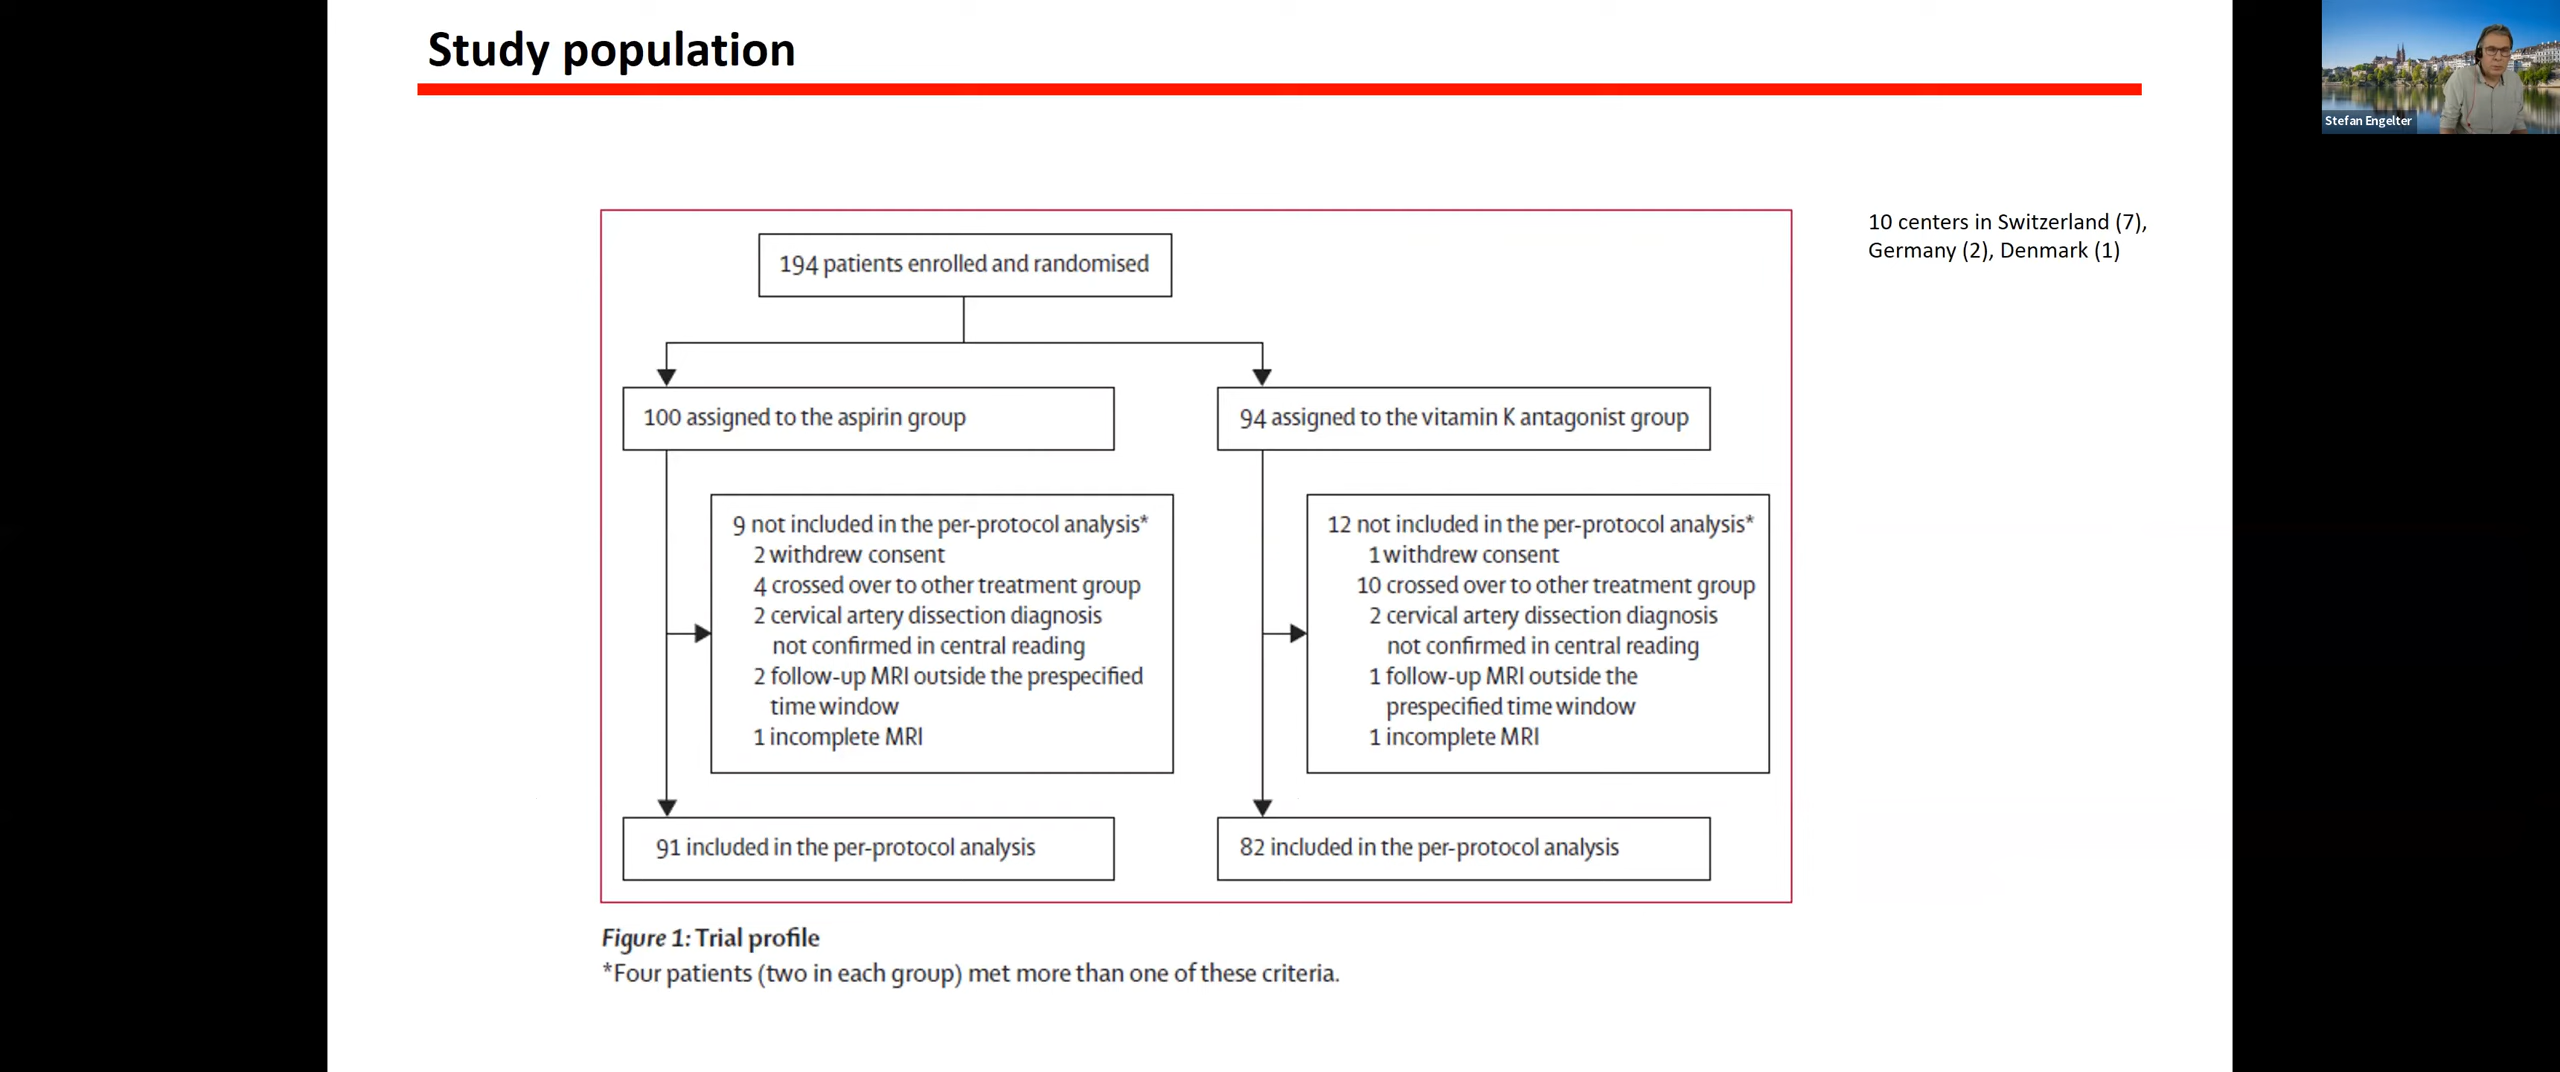 Study population
Stefan Engelter
10 centers in Switzerland (7),
Germany (2), Denmark (1)
194 patients enrolled and randomised
100 assigned to the aspirin group
94 assigned to the vitamin K antagonist group
9 not included in the per-protocol analysis*
2 withdrew consent
4 crossed over to other treatment group
2 cervical artery dissection diagnosis
not confirmed in central reading
2 follow-up MRI outside the prespecified
time window
1 incomplete MRI
12 not included in the per-protocol analysis*
1 withdrew consent
10 crossed over to other treatment group
2 cervical artery dissection diagnosis
not confirmed in central reading
1 follow-up MRI outside the
prespecified time window
1 incomplete MRI
91 included in the per-protocol analysis
82 included in the per-protocol analysis
Figure 1: Trial profile
*Four patients (two in each group) met more than one of these criteria.